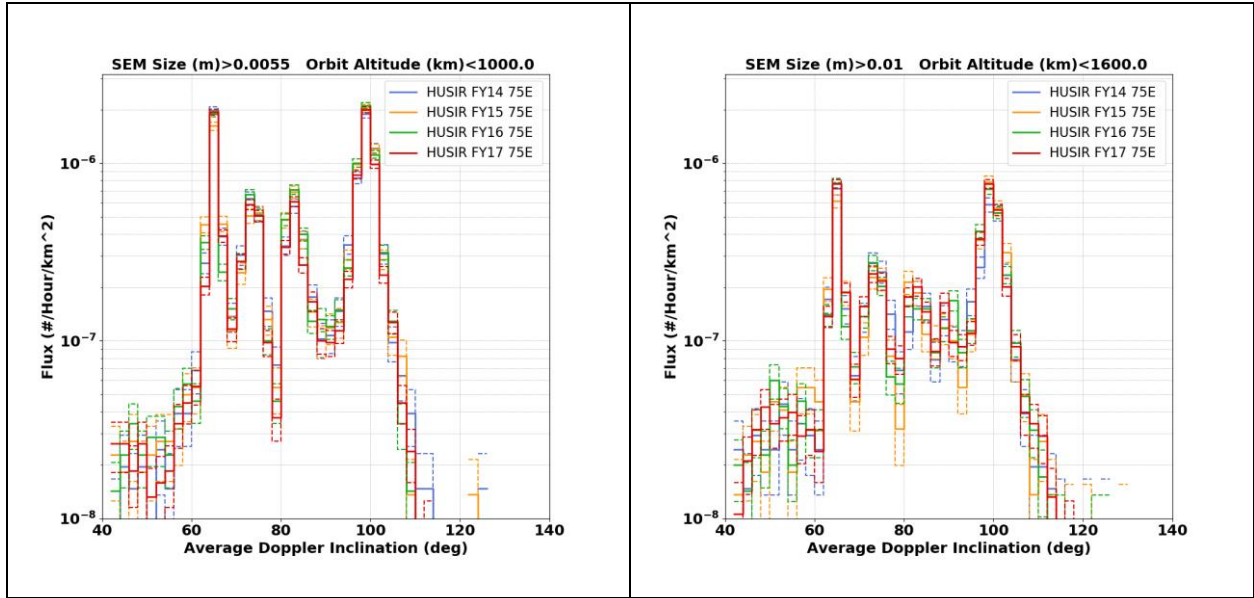 SEM Size (m)>0.0055 Orbit Altitude (km)<1000.0
HUSIR FY14 75E
HUSIR FY15 75E
HUSIR FY16 75E
HUSIR FY17 75E
10^-6
10^-7
10^-8
Flux (#/Hour/km^2)
40 60 80 100 120 140
Average Doppler Inclination (deg)
SEM Size (m)>0.01 Orbit Altitude (km)<1600.0
HUSIR FY14 75E
HUSIR FY15 75E
HUSIR FY16 75E
HUSIR FY17 75E
10^-6
10^-7
10^-8
Flux (#/Hour/km^2)
40 60 80 100 120 140
Average Doppler Inclination (deg)